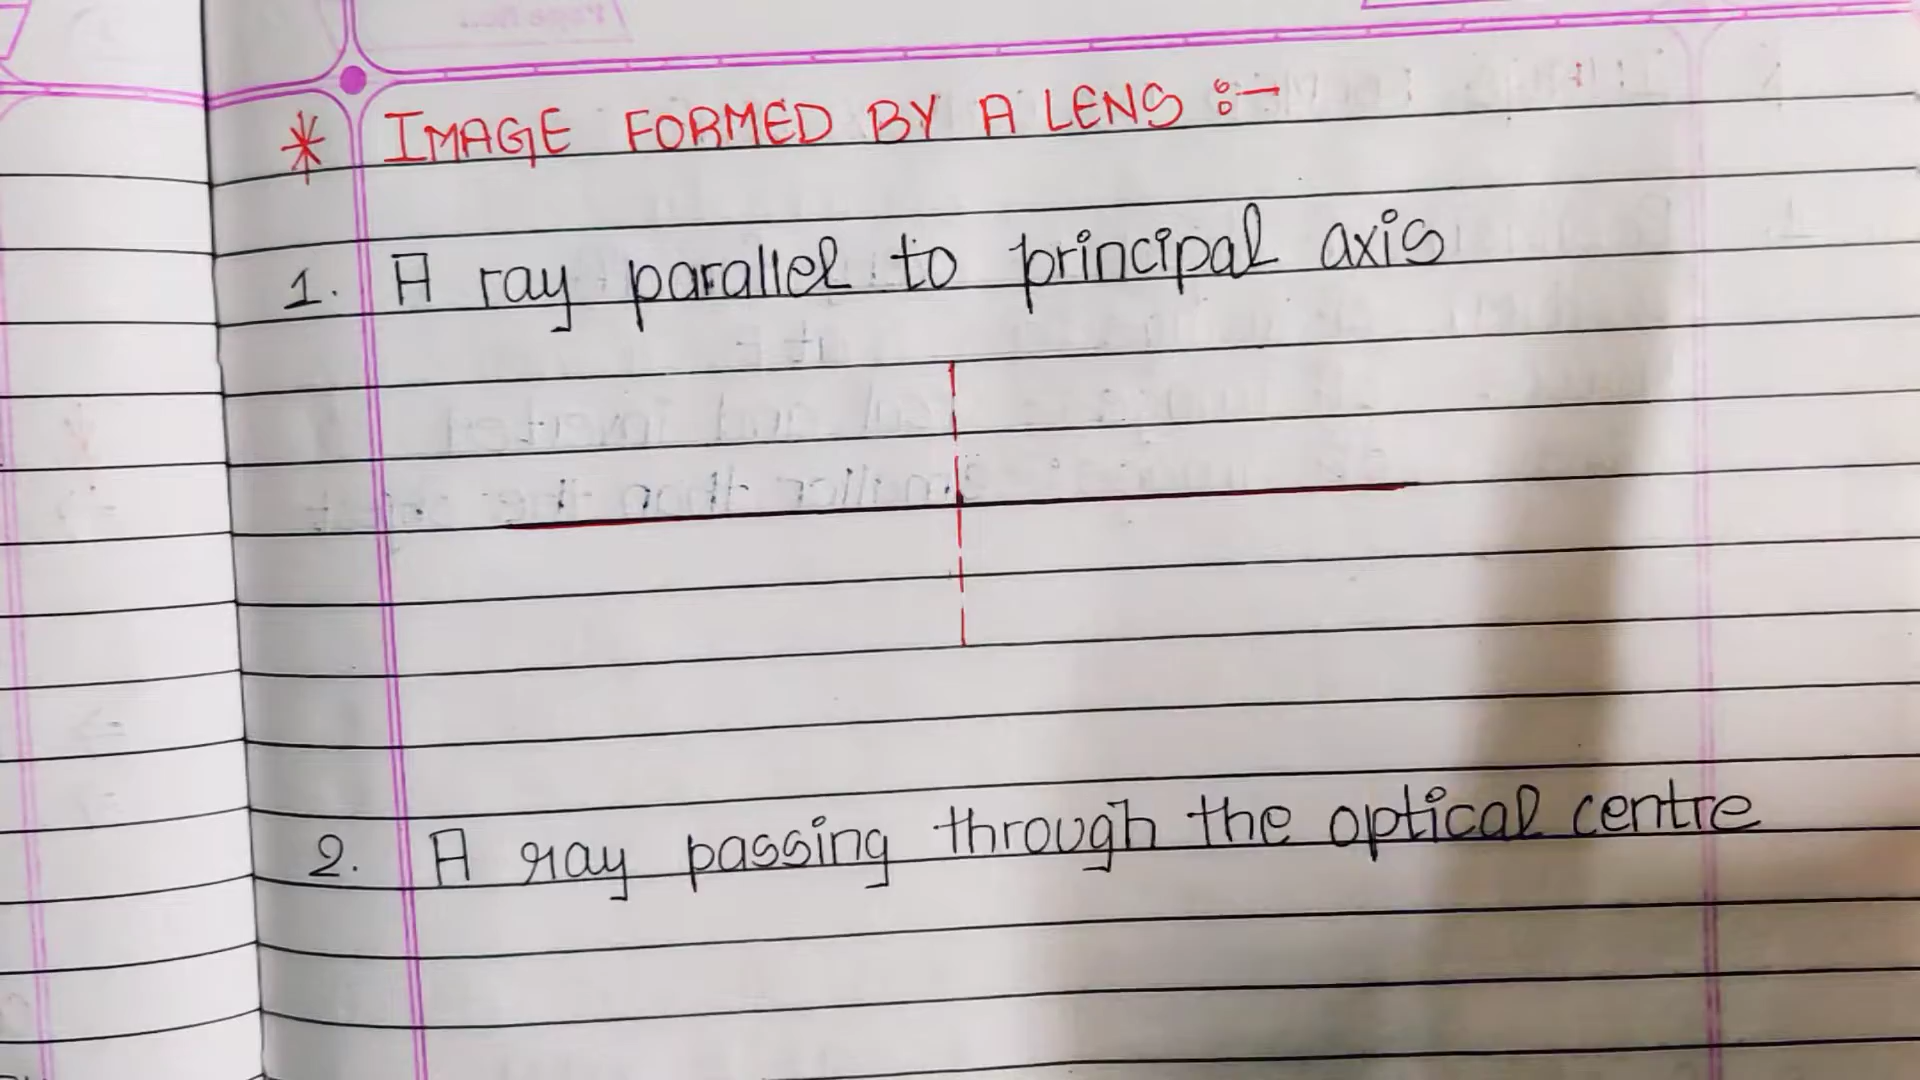 * IMAGE FORMED BY A LENS :-
1. A ray parallel to principal axis
2. A ray passing through the optical centre